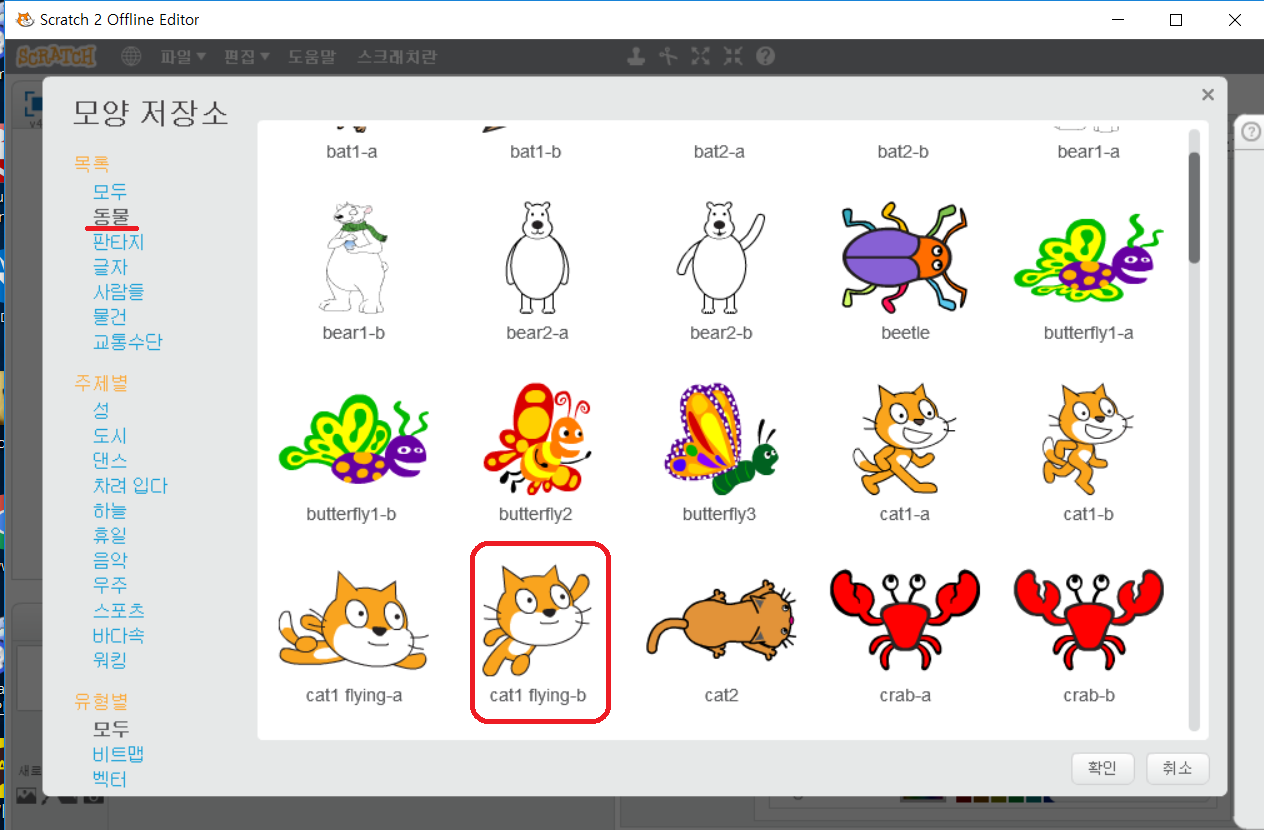 Scratch 2 Offline Editor
SCRATCH 파일 편집 도움말 스크래치란
v4
모양 저장소
목록
모두
동물
판타지
글자
사람들
물건
교통수단
주제별
성
도시
댄스
차려 입다
하늘
휴일
음악
우주
스포츠
바다속
워킹
유형별
모두
비트맵
벡터
bat1-a bat1-b bat2-a bat2-b bear1-a
bear1-b bear2-a bear2-b beetle butterfly1-a
butterfly1-b butterfly2 butterfly3 cat1-a cat1-b
cat1 flying-a cat1 flying-b cat2 crab-a crab-b
확인 취소
새로